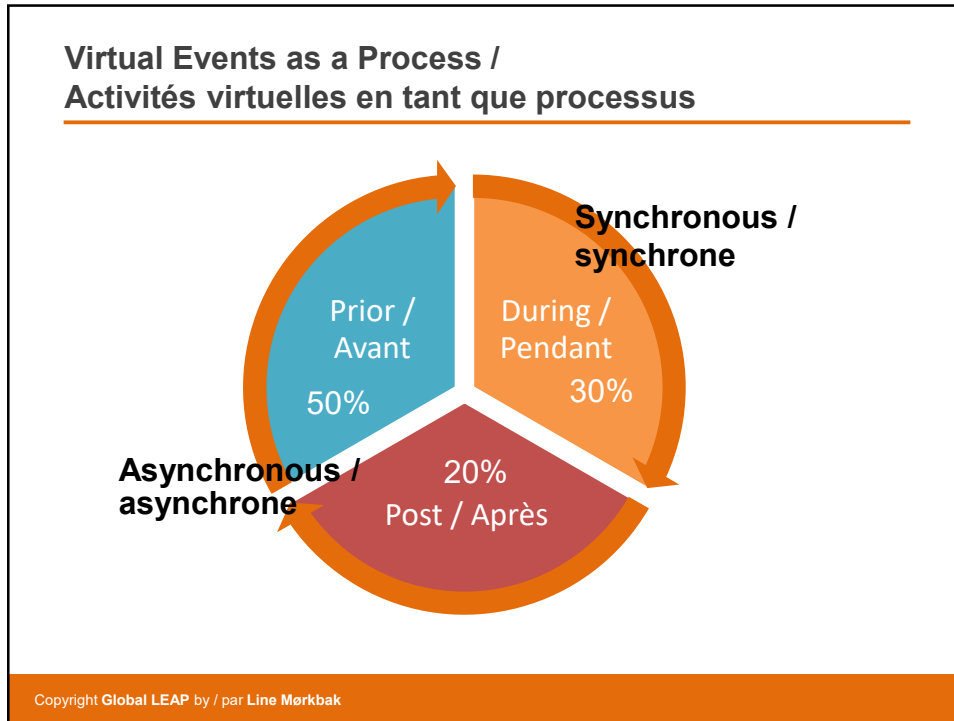 Virtual Events as a Process /
Activités virtuelles en tant que processus
Synchronous /
synchrone
Prior /
Avant
50%
During /
Pendant
30%
Asynchronous /
asynchrone
20%
Post / Après
Copyright Global LEAP by / par Line Mørkbak